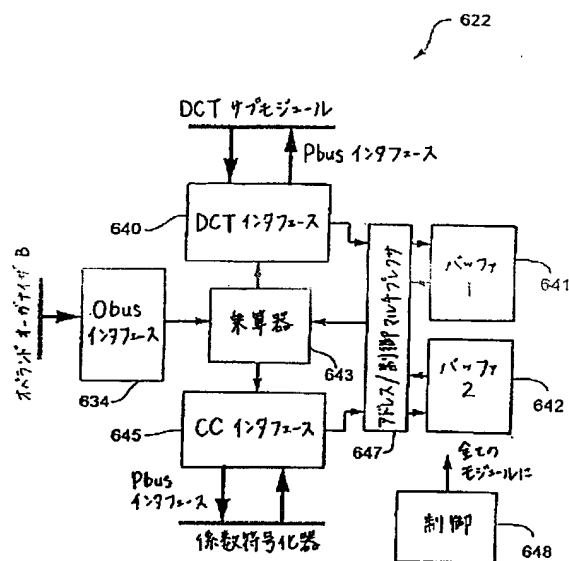 622
DCT サブモジュール
Pbus インタフェース
640
DCT インタフェース
バッファ
1
641
オペランド オーガナイザ B
Obus
インタフェース
634
乗算器
643
アドレス/制御マルチプレクサ
647
バッファ
2
642
645
CC インタフェース
Pbus
インタフェース
係数符号化器
全ての
モジュールに
制御
648